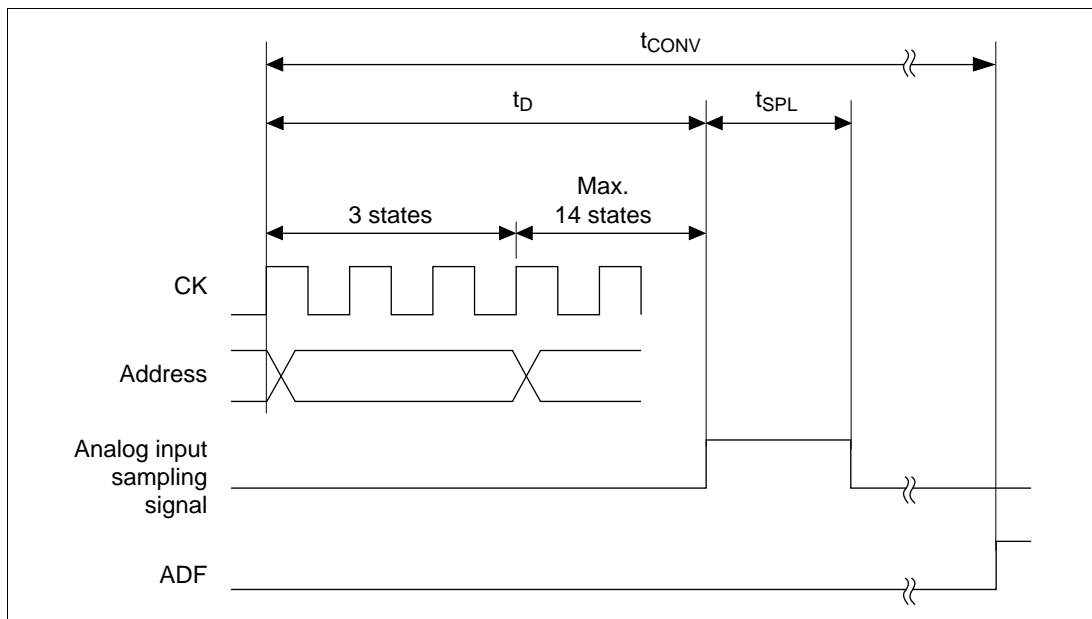 tCONV
tD
tSPL
3 states
Max.
14 states
CK
Address
Analog input
sampling
signal
ADF